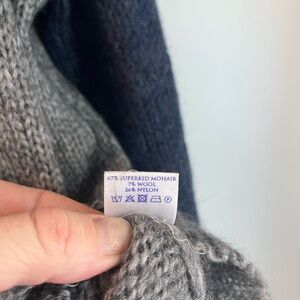 67% SUPERKID MOHAIR
7% WOOL
26% NYLON